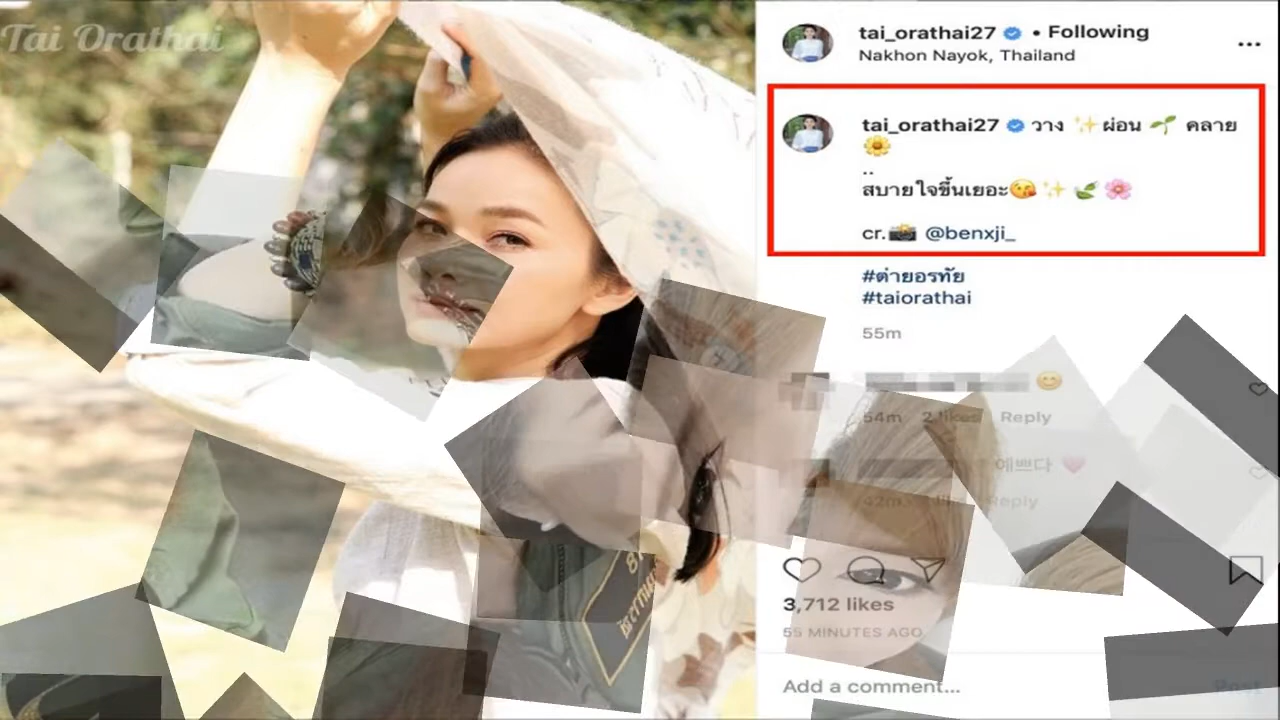 Tai Orathai
tai_orathai27 • Following
Nakhon Nayok, Thailand
...
tai_orathai27 วาง ✨ผ่อน 🌱 คลาย
🌼
..
สบายใจขึ้นเยอะ😘✨🌿🌸
cr.📸 @benxji_
#ต่ายอรทัย
#taiorathai
55m
😊
54m 2 likes Reply
예쁘다 ❤️
42m Reply
3,712 likes
55 MINUTES AGO
Add a comment...
Post